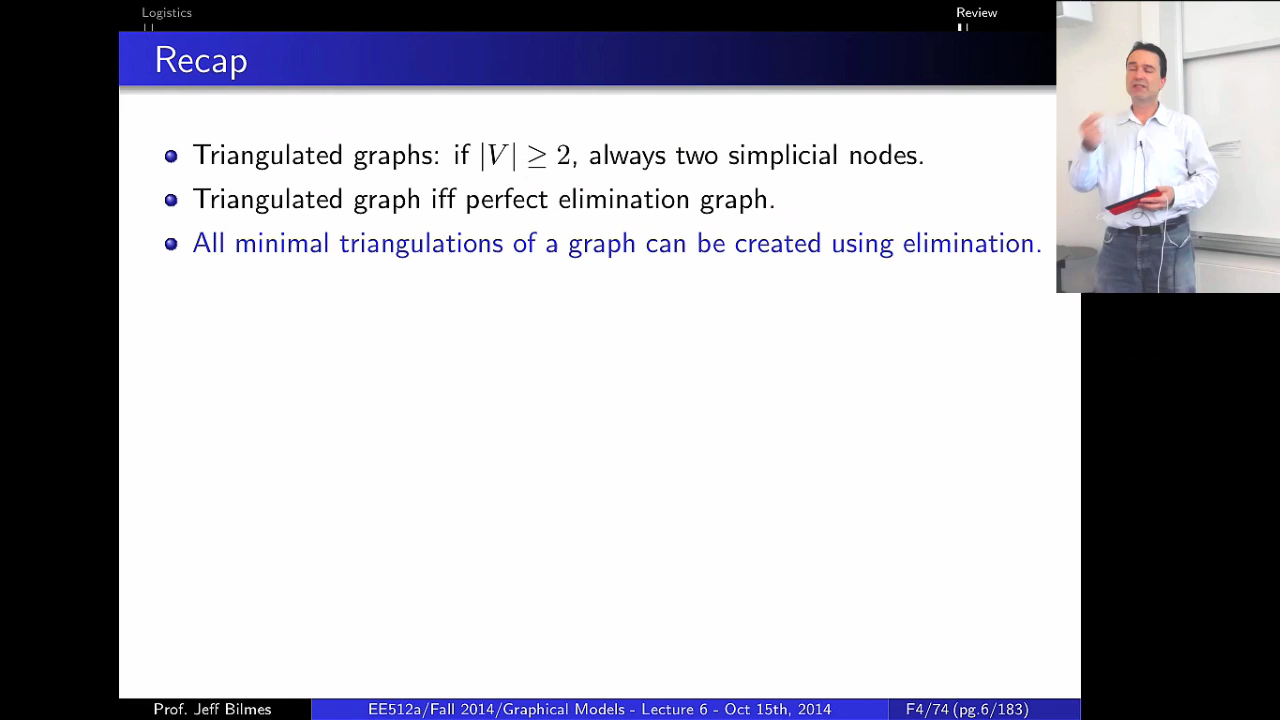 Logistics
Review
Recap
Triangulated graphs: if |V| ≥ 2, always two simplicial nodes.
Triangulated graph iff perfect elimination graph.
All minimal triangulations of a graph can be created using elimination.
Prof. Jeff Bilmes
EE512a/Fall 2014/Graphical Models - Lecture 6 - Oct 15th, 2014
F4/74 (pg.6/183)